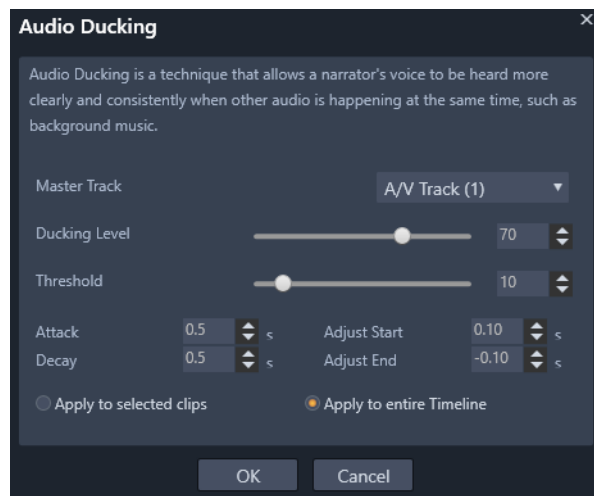 Audio Ducking
Audio Ducking is a technique that allows a narrator's voice to be heard more
clearly and consistently when other audio is happening at the same time, such as
background music.
Master Track A/V Track (1)
Ducking Level 70
Threshold 10
Attack 0.5 s Adjust Start 0.10 s
Decay 0.5 s Adjust End -0.10 s
Apply to selected clips Apply to entire Timeline
OK Cancel